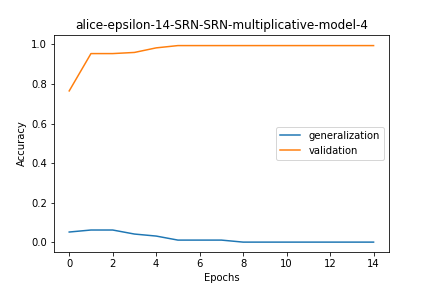 alice-epsilon-14-SRN-SRN-multiplicative-model-4
1.0
0.8
0.6
0.4
0.2
0.0
Accuracy
generalization
validation
0 2 4 6 8 10 12 14
Epochs